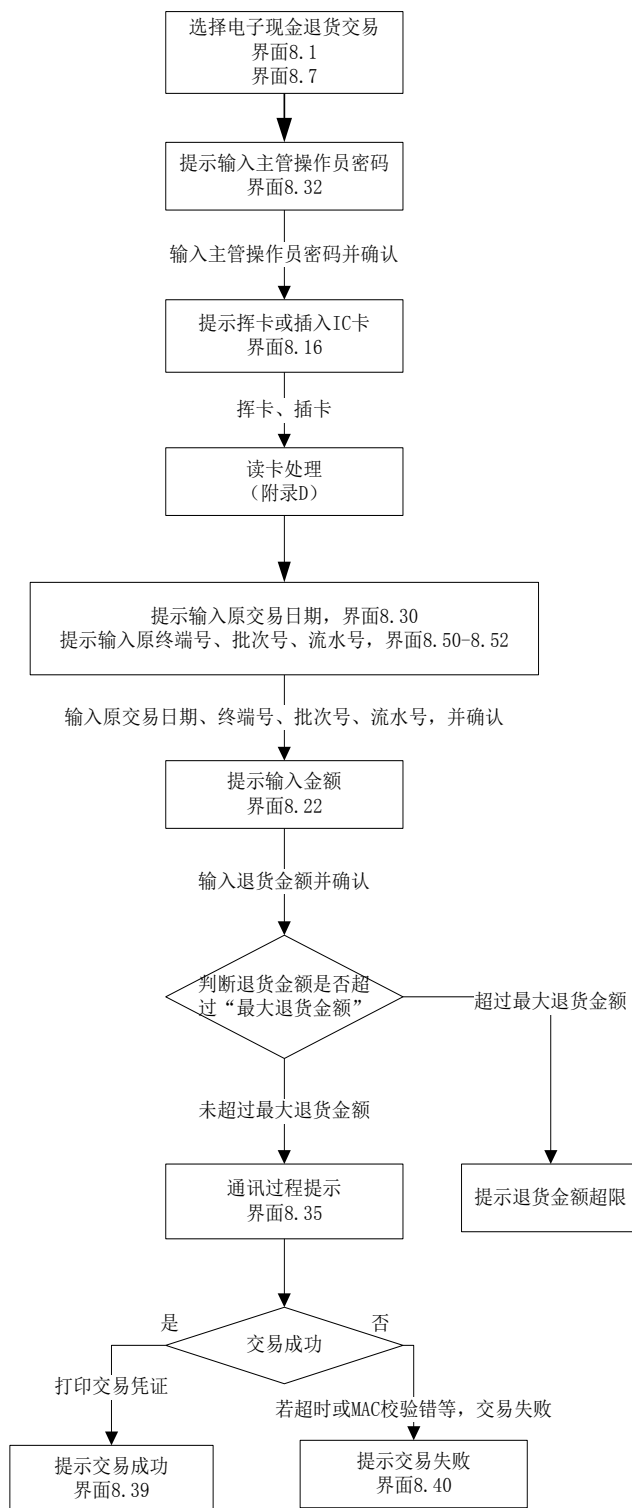 选择电子现金退货交易
界面8.1
界面8.7
提示输入主管操作员密码
界面8.32
输入主管操作员密码并确认
提示挥卡或插入IC卡
界面8.16
挥卡、插卡
读卡处理
（附录D）
提示输入原交易日期，界面8.30
提示输入原终端号、批次号、流水号，界面8.50-8.52
输入原交易日期、终端号、批次号、流水号，并确认
提示输入金额
界面8.22
输入退货金额并确认
判断退货金额是否超
过“最大退货金额”
超过最大退货金额
未超过最大退货金额
通讯过程提示
界面8.35
提示退货金额超限
是
否
交易成功
打印交易凭证
若超时或MAC校验错等，交易失败
提示交易成功
界面8.39
提示交易失败
界面8.40